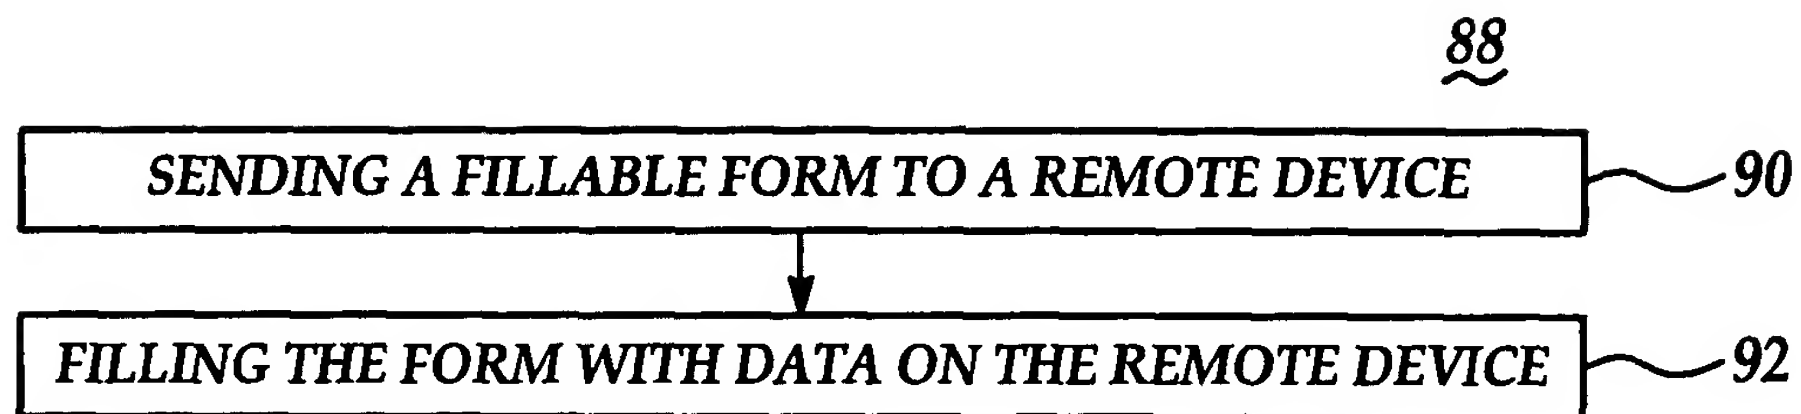 88
SENDING A FILLABLE FORM TO A REMOTE DEVICE
90
FILLING THE FORM WITH DATA ON THE REMOTE DEVICE
92